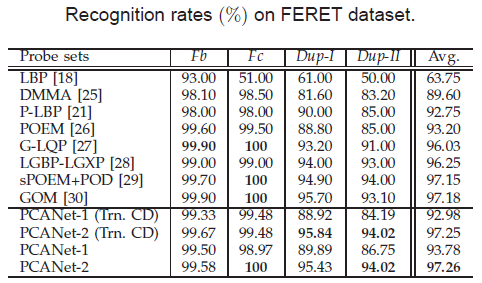 Recognition rates (%) on FERET dataset.
Probe sets Fb Fc Dup-I Dup-II Avg.
LBP [18] 93.00 51.00 61.00 50.00 63.75
DMMA [25] 98.10 98.50 81.60 83.20 89.60
P-LBP [21] 98.00 98.00 90.00 85.00 92.75
POEM [26] 99.60 99.50 88.80 85.00 93.20
G-LQP [27] 99.90 100 93.20 91.00 96.03
LGBP-LGXP [28] 99.00 99.00 94.00 93.00 96.25
sPOEM+POD [29] 99.70 100 94.90 94.00 97.15
GOM [30] 99.90 100 95.70 93.10 97.18
PCANet-1 (Trn. CD) 99.33 99.48 88.92 84.19 92.98
PCANet-2 (Trn. CD) 99.67 99.48 95.84 94.02 97.25
PCANet-1 99.50 98.97 89.89 86.75 93.78
PCANet-2 99.58 100 95.43 94.02 97.26